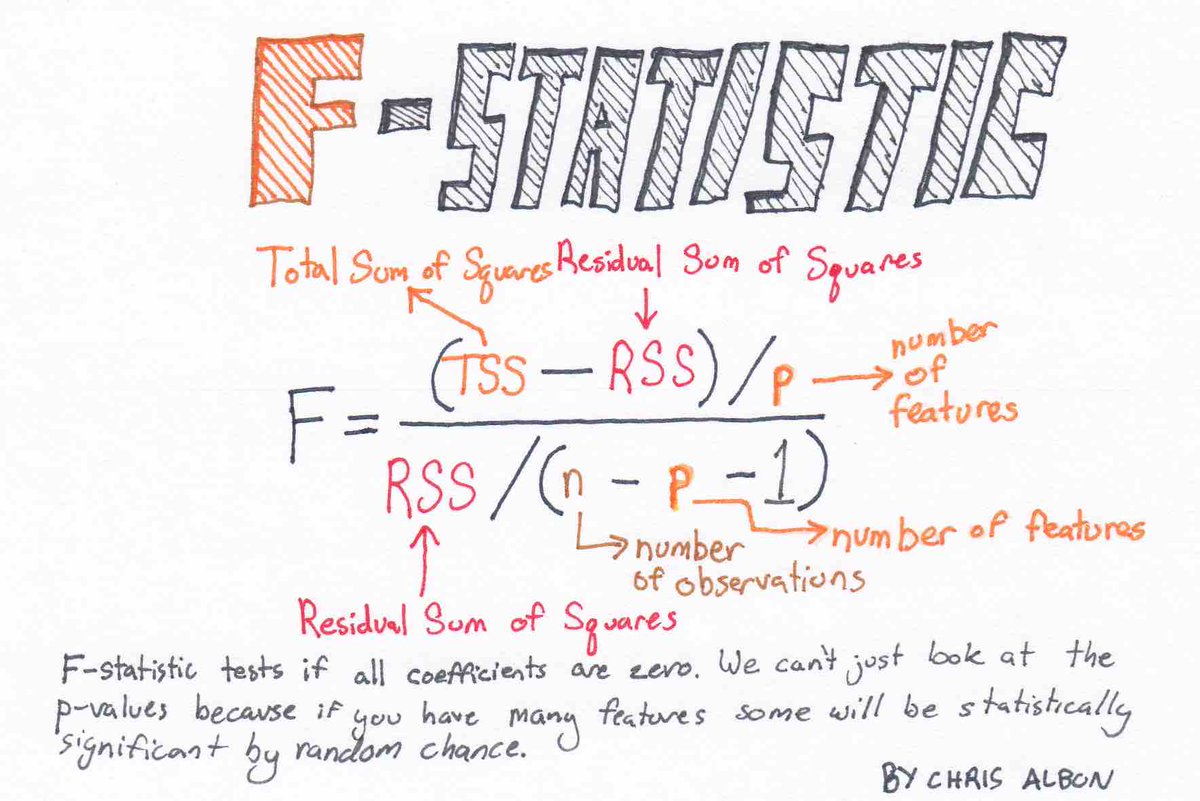 F-STATISTIC
Total Sum of Squares Residual Sum of Squares
(TSS – RSS)/p
number
of
features
F =
RSS/(n – p – 1)
number of features
number
of observations
Residual Sum of Squares
F-statistic tests if all coefficients are zero. We can't just look at the
p-values because if you have many features some will be statistically
significant by random chance.
BY CHRIS ALBON